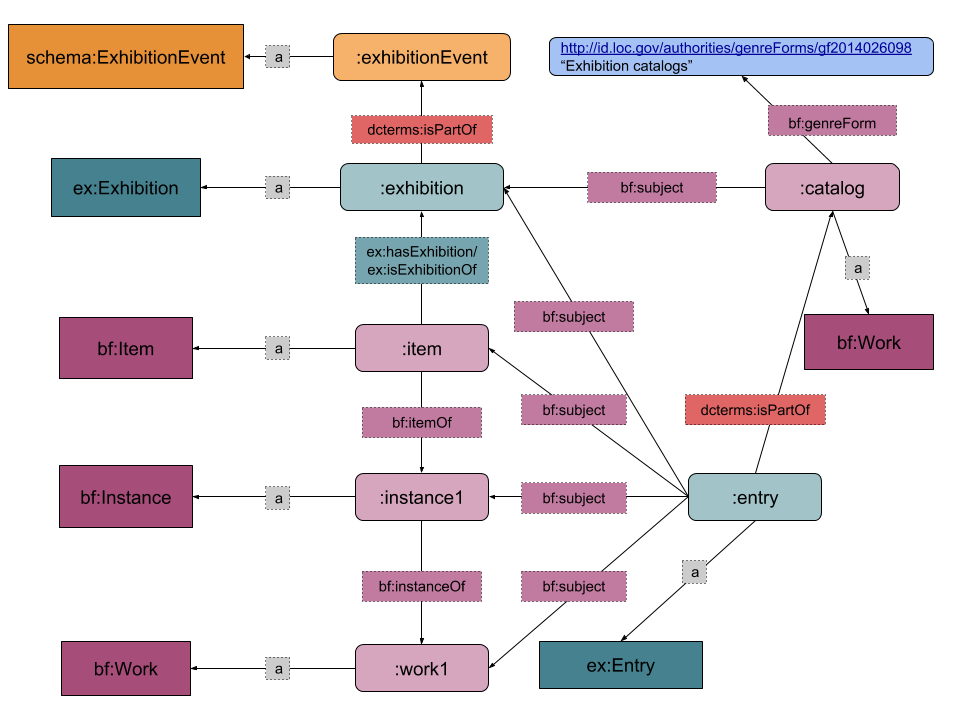 schema:ExhibitionEvent
a
:exhibitionEvent
http://id.loc.gov/authorities/genreForms/gf2014026098
“Exhibition catalogs”
dcterms:isPartOf
bf:genreForm
ex:Exhibition
a
:exhibition
bf:subject
:catalog
ex:hasExhibition/
ex:isExhibitionOf
a
bf:subject
bf:Item
a
:item
bf:Work
bf:itemOf
bf:subject
dcterms:isPartOf
bf:Instance
a
:instance1
bf:subject
:entry
bf:instanceOf
bf:subject
a
bf:Work
a
:work1
ex:Entry